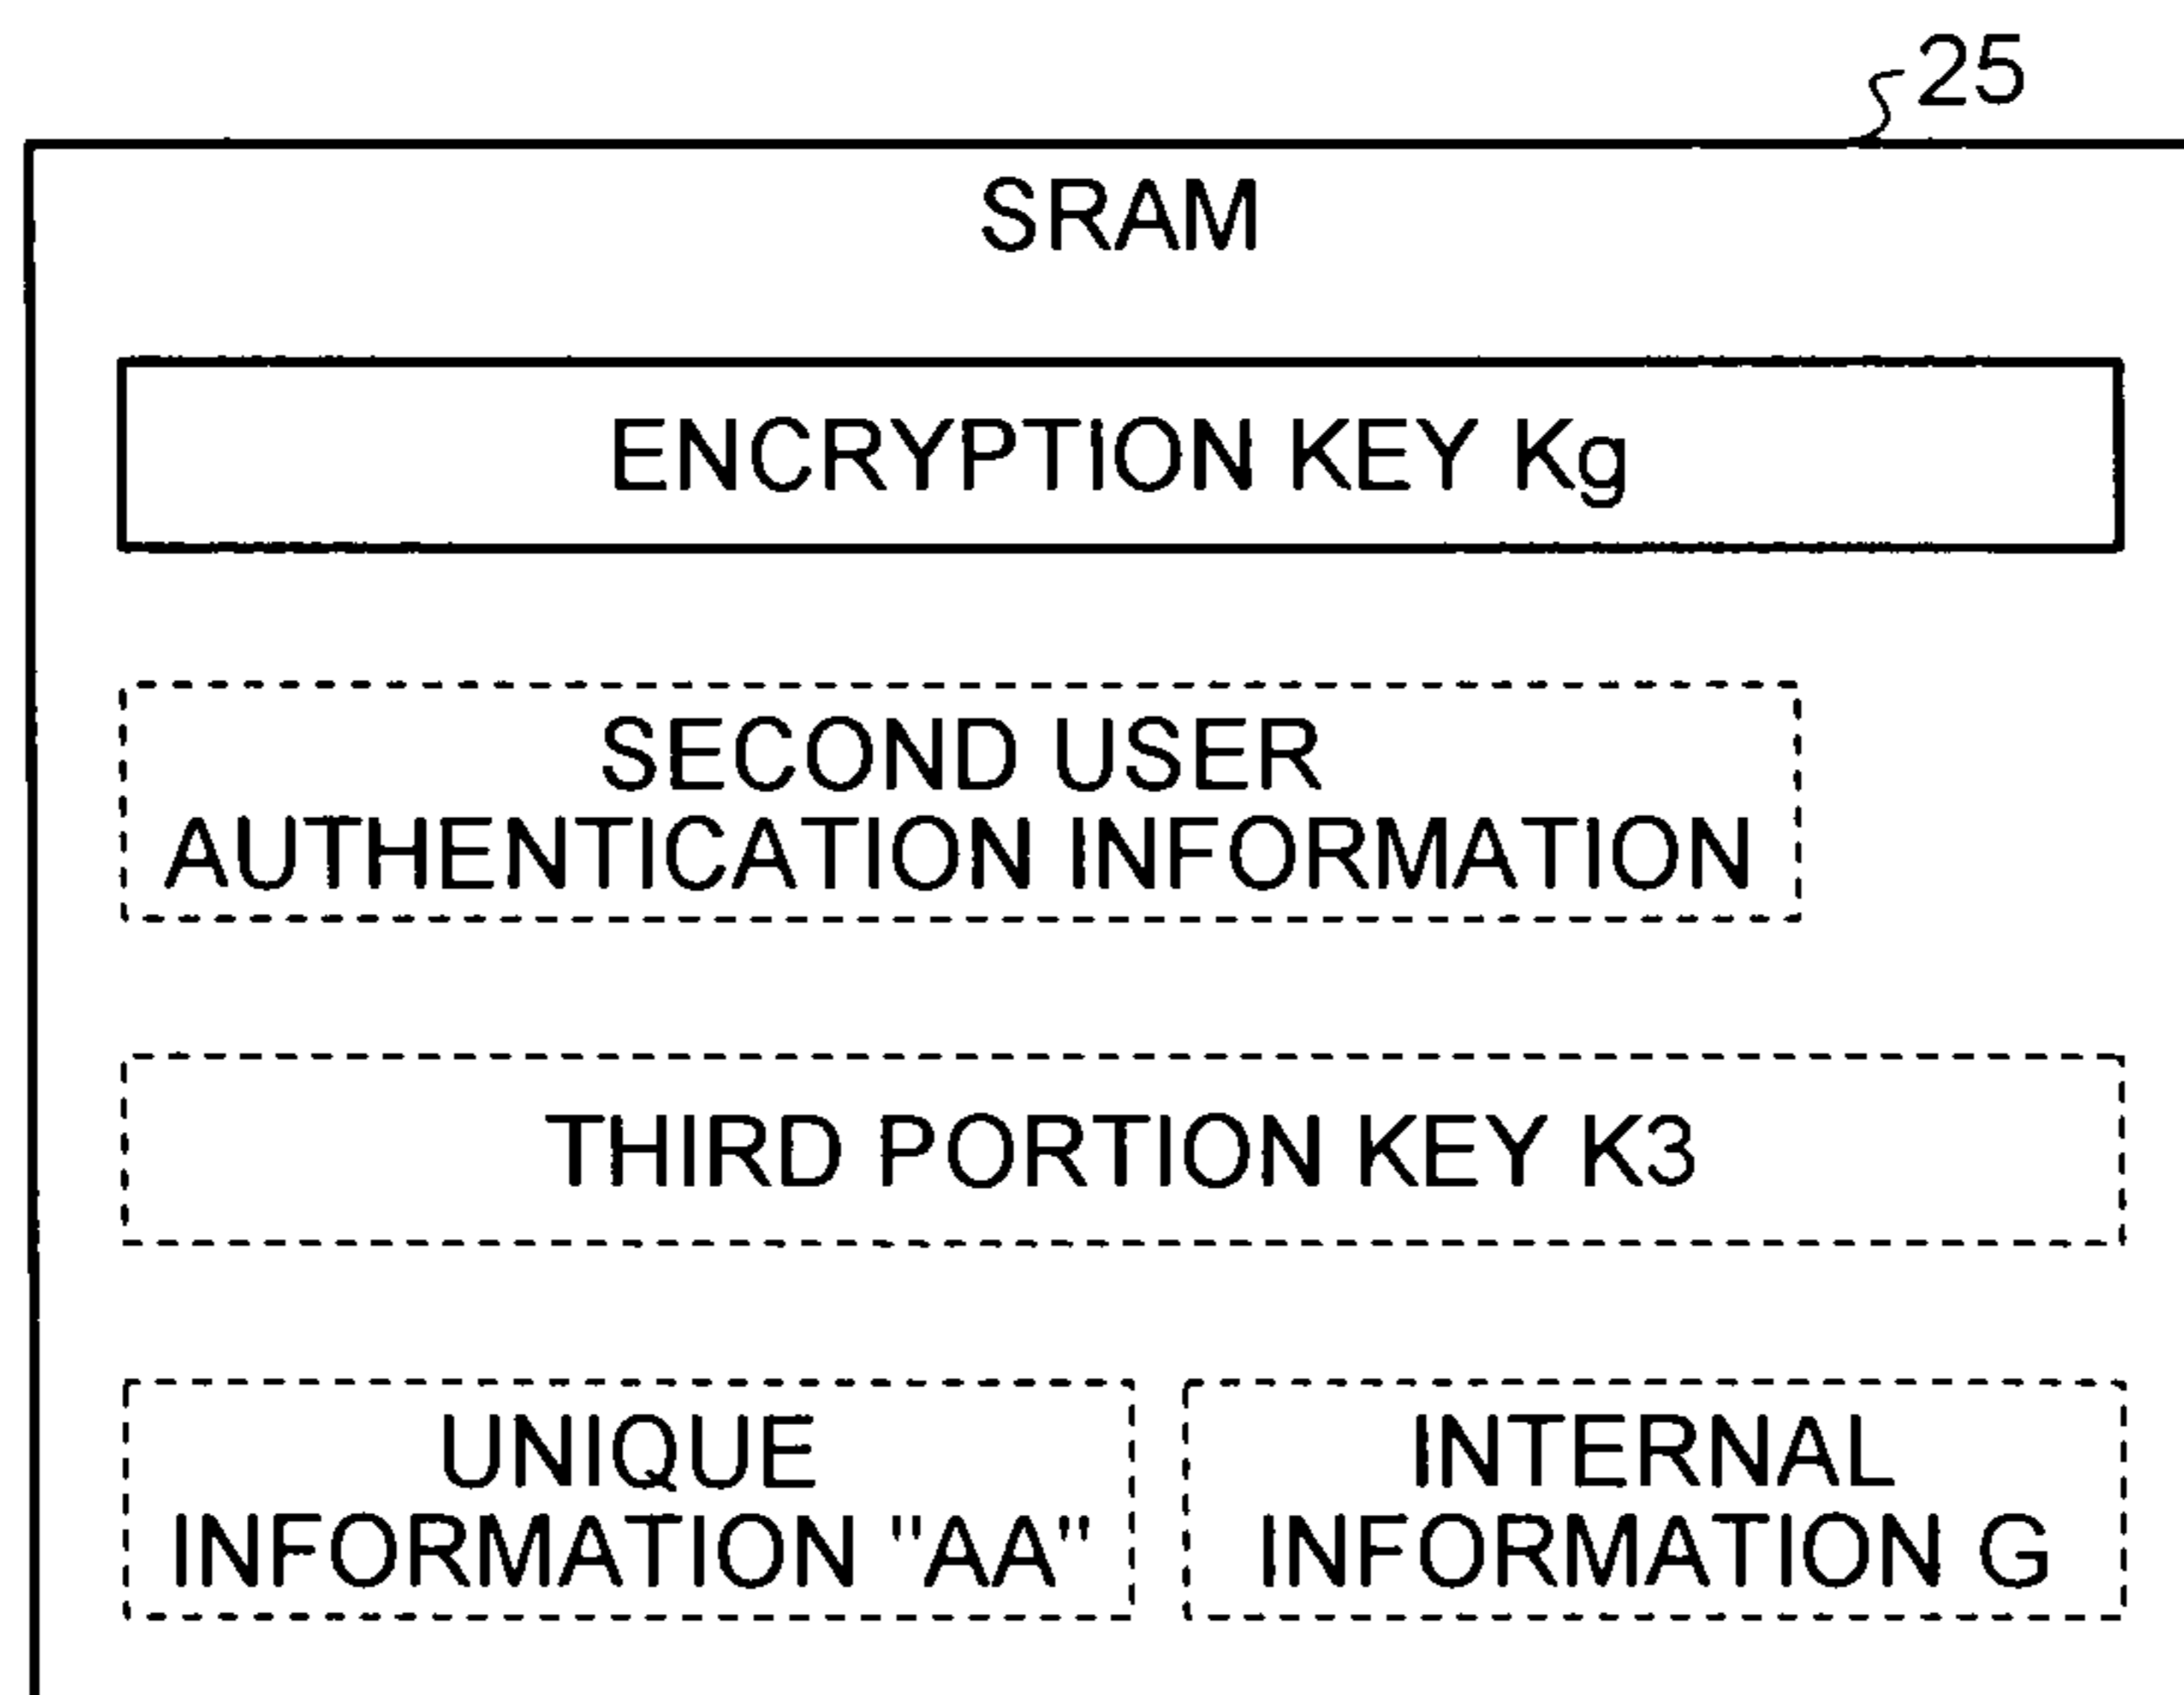 25
SRAM
ENCRYPTION KEY Kg
SECOND USER
AUTHENTICATION INFORMATION
THIRD PORTION KEY K3
UNIQUE
INFORMATION "AA"
INTERNAL
INFORMATION G